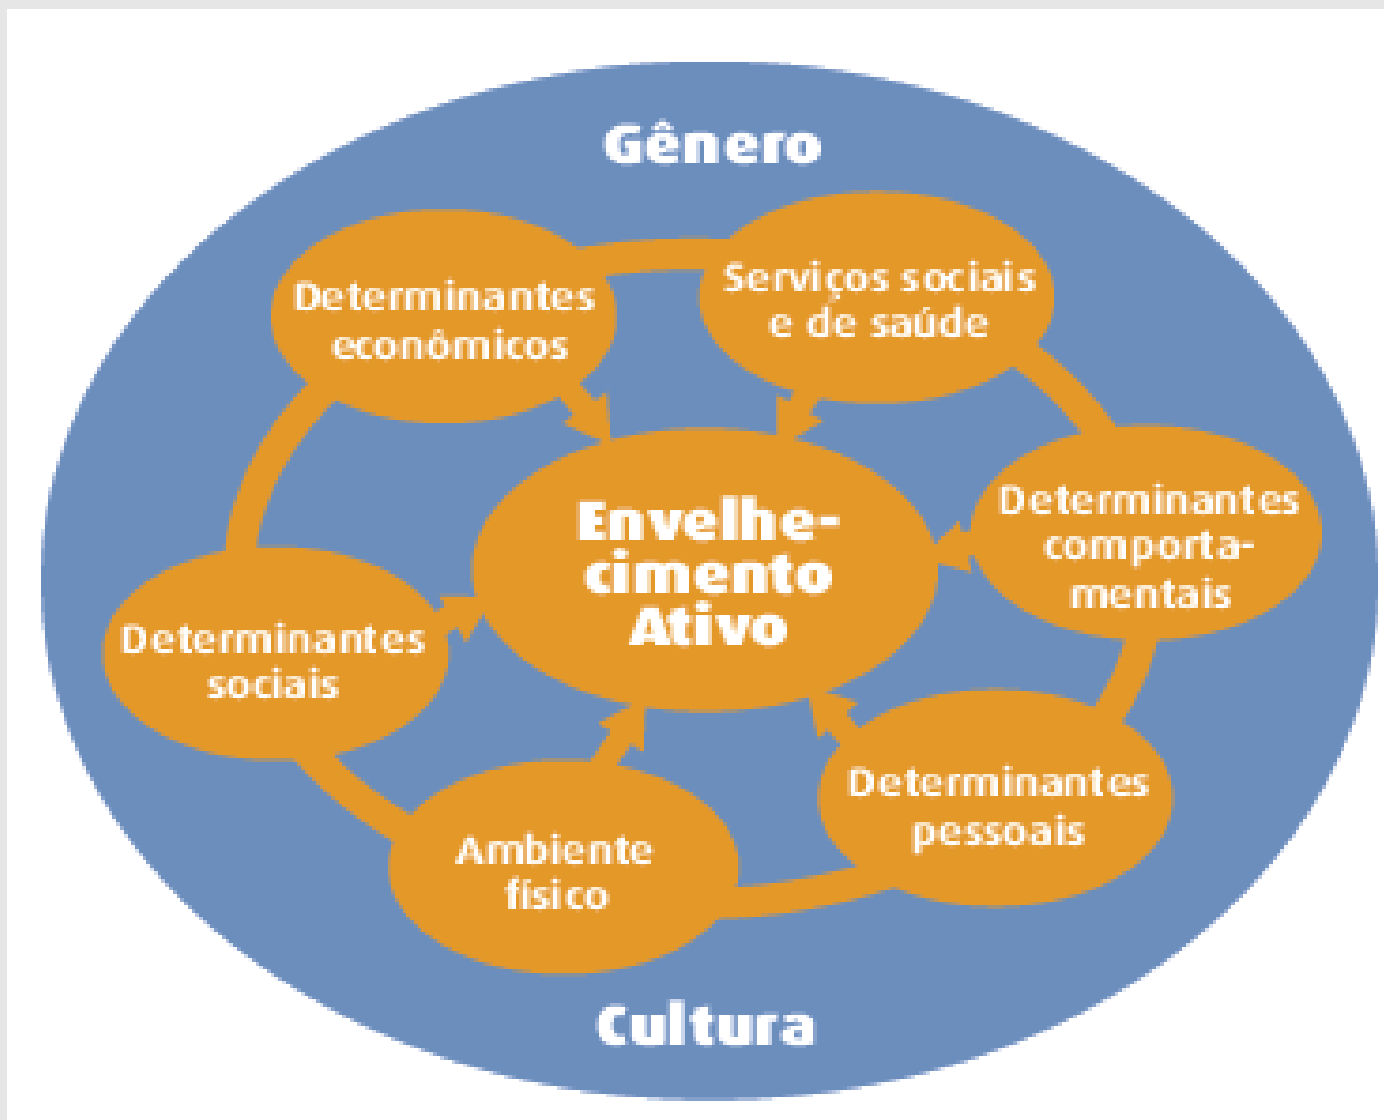 Gênero
Determinantes
econômicos
Serviços sociais
e de saúde
Determinantes
comporta-
mentais
Envelhe-
cimento
Ativo
Determinantes
sociais
Determinantes
pessoais
Ambiente
físico
Cultura